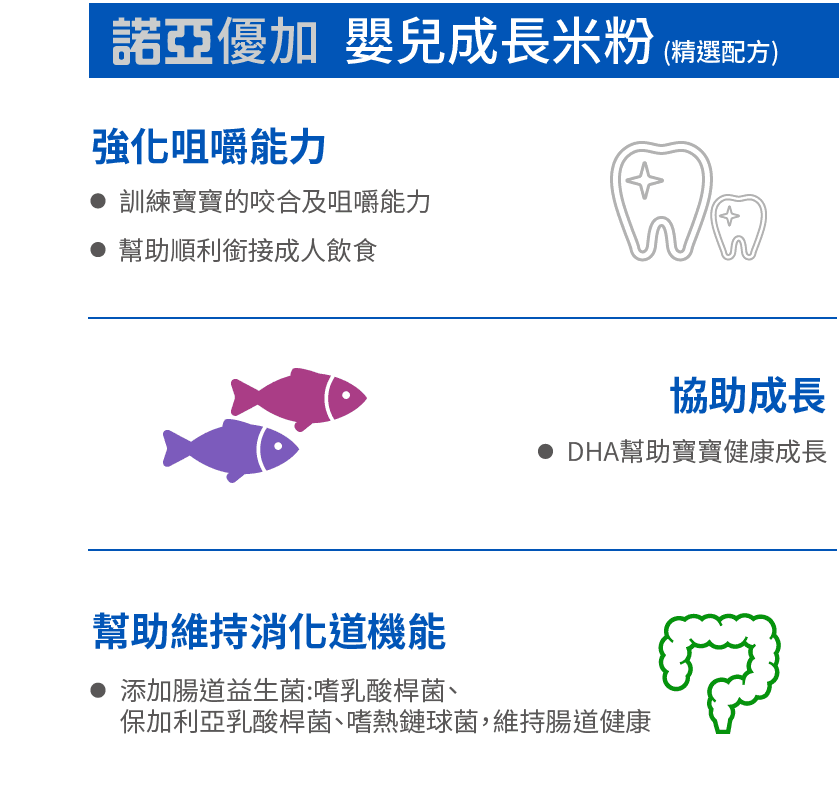 諾亞優加 嬰兒成長米粉 (精選配方)
強化咀嚼能力
● 訓練寶寶的咬合及咀嚼能力
● 幫助順利銜接成人飲食
協助成長
● DHA幫助寶寶健康成長
幫助維持消化道機能
● 添加腸道益生菌:嗜乳酸桿菌、
保加利亞乳酸桿菌、嗜熱鏈球菌，維持腸道健康